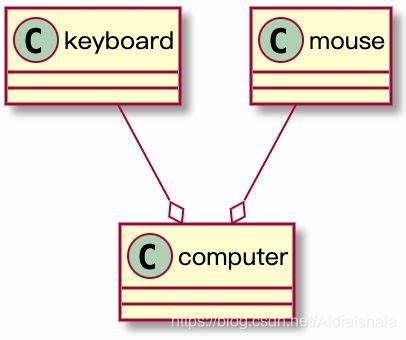 C keyboard
C mouse
C computer
https://blog.csdn.net/Aldielshala